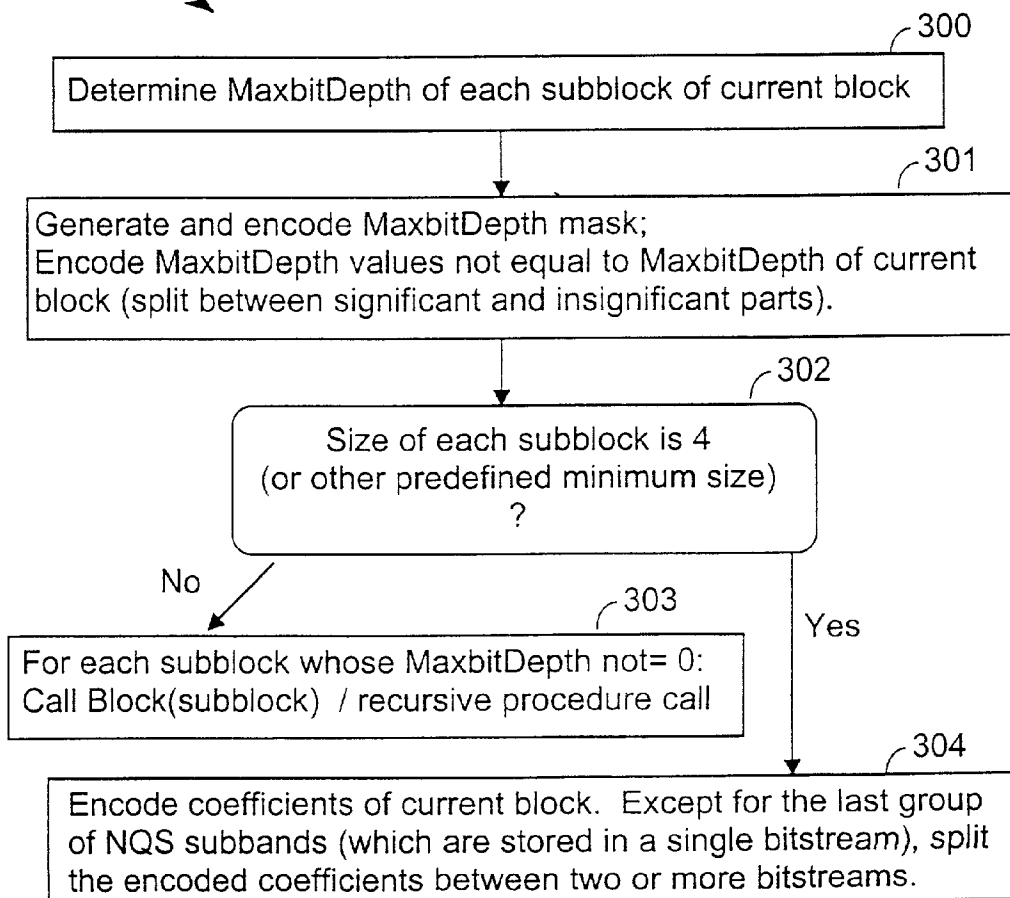 300
Determine MaxbitDepth of each subblock of current block
301
Generate and encode MaxbitDepth mask;
Encode MaxbitDepth values not equal to MaxbitDepth of current
block (split between significant and insignificant parts).
302
Size of each subblock is 4
(or other predefined minimum size)
?
No
303
Yes
For each subblock whose MaxbitDepth not= 0:
Call Block(subblock) / recursive procedure call
304
Encode coefficients of current block. Except for the last group
of NQS subbands (which are stored in a single bitstream), split
the encoded coefficients between two or more bitstreams.